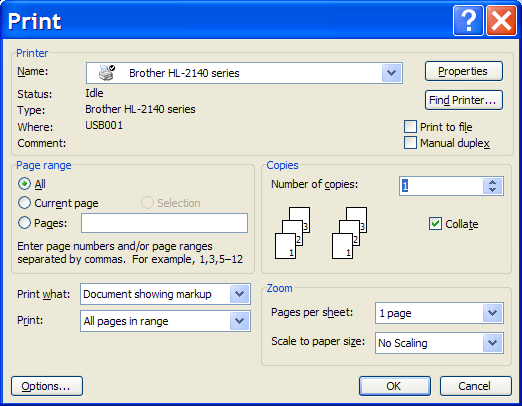 Print
Printer
Name:
Brother HL-2140 series
Properties
Status:
Idle
Type:
Brother HL-2140 series
Find Printer...
Where:
USB001
Comment:
Print to file
Manual duplex
Page range
All
Current page
Selection
Pages:
Enter page numbers and/or page ranges
separated by commas. For example, 1,3,5–12
Copies
Number of copies:
1
3
2
1
3
2
1
Collate
Print what:
Document showing markup
Print:
All pages in range
Zoom
Pages per sheet:
1 page
Scale to paper size:
No Scaling
Options...
OK
Cancel